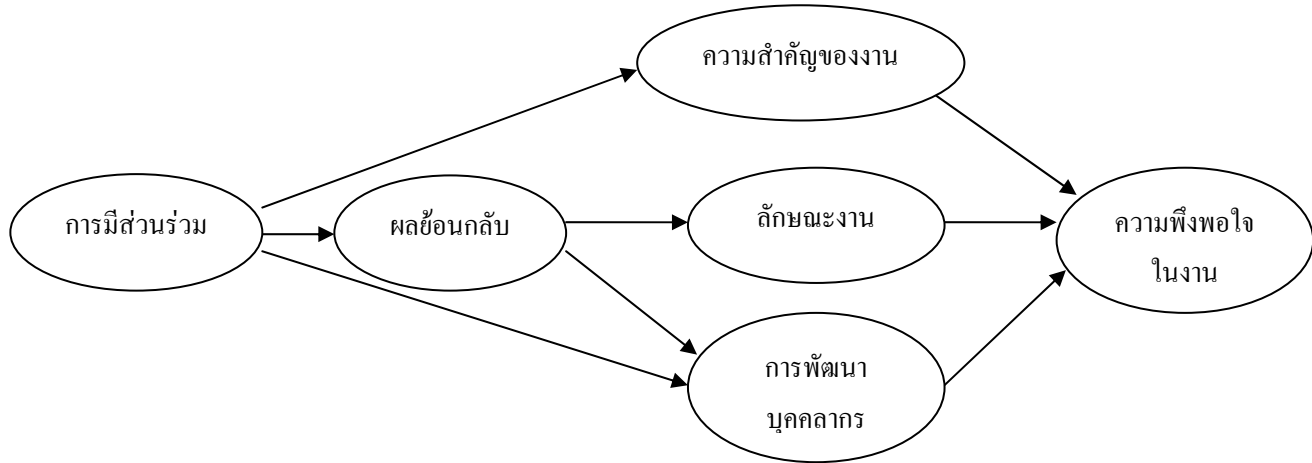 ความสำคัญของงาน
การมีส่วนร่วม
ผลย้อนกลับ
ลักษณะงาน
ความพึงพอใจ
ในงาน
การพัฒนา
บุคคลากร